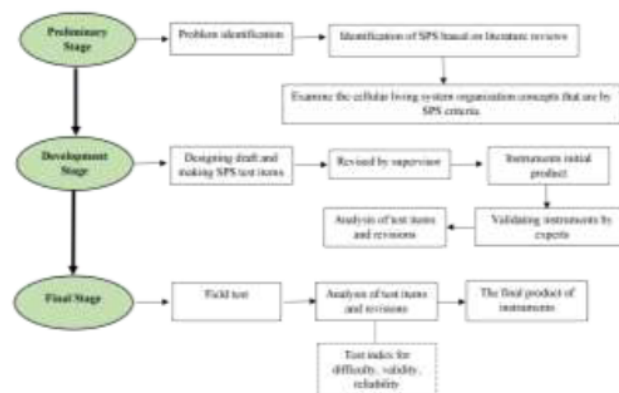 Preliminary
Stage
Problem identification
Identification of SPS based on literature reviews
Examine the cellular living system organization concepts that are by
SPS criteria
Development
Stage
Designing draft and
making SPS test items
Revised by supervisor
Instruments initial
product
Analysis of test items
and revisions
Validating instruments by
experts
Final Stage
Field test
Analysis of test items
and revisions
The final product of
instruments
Test index for
difficulty, validity,
reliability